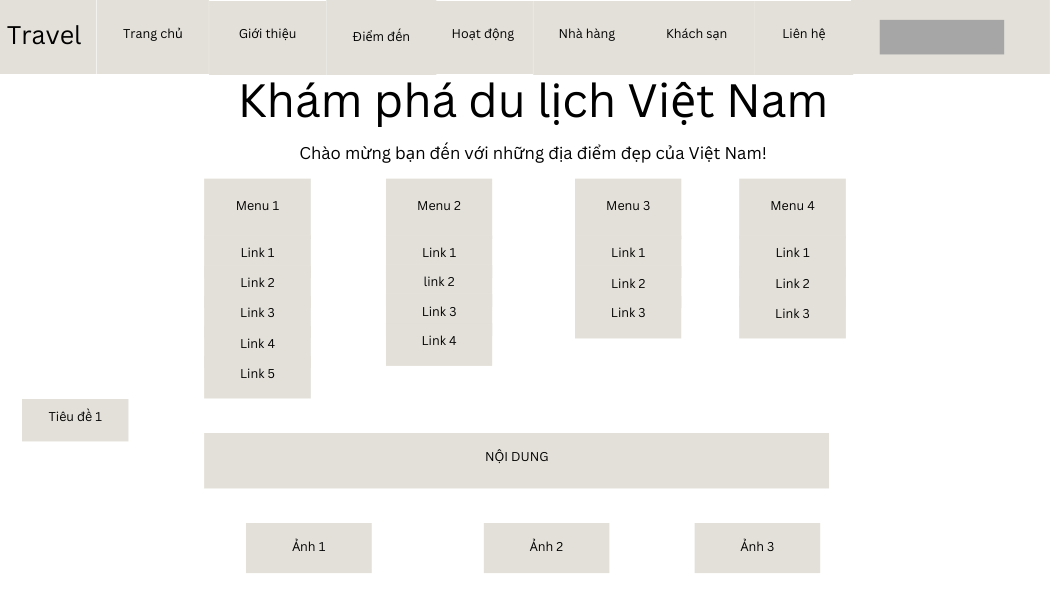 Travel
Trang chủ
Giới thiệu
Điểm đến
Hoạt động
Nhà hàng
Khách sạn
Liên hệ
Khám phá du lịch Việt Nam
Chào mừng bạn đến với những địa điểm đẹp của Việt Nam!
Menu 1
Link 1
Link 2
Link 3
Link 4
Link 5
Menu 2
Link 1
link 2
Link 3
Link 4
Menu 3
Link 1
Link 2
Link 3
Menu 4
Link 1
Link 2
Link 3
Tiêu đề 1
NỘI DUNG
Ảnh 1
Ảnh 2
Ảnh 3